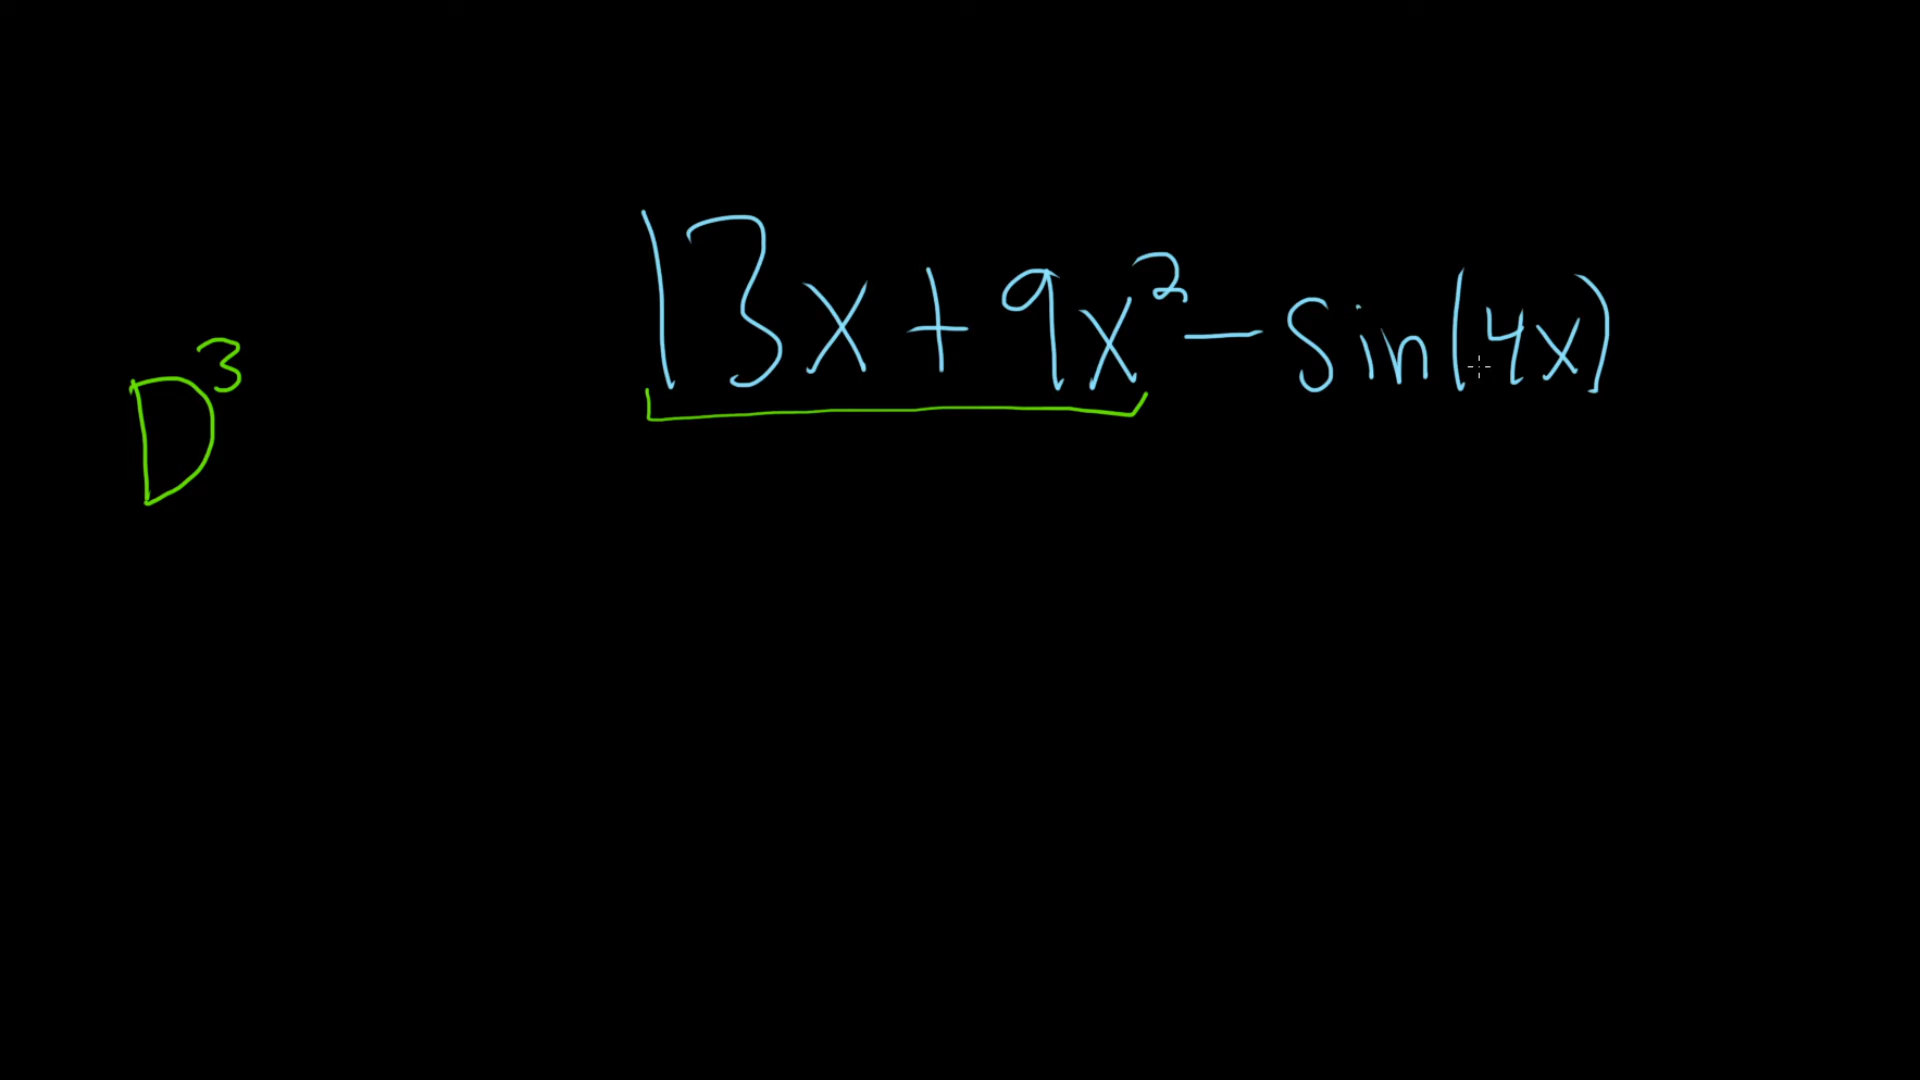 13x + 9x² - sin(4x)
D³